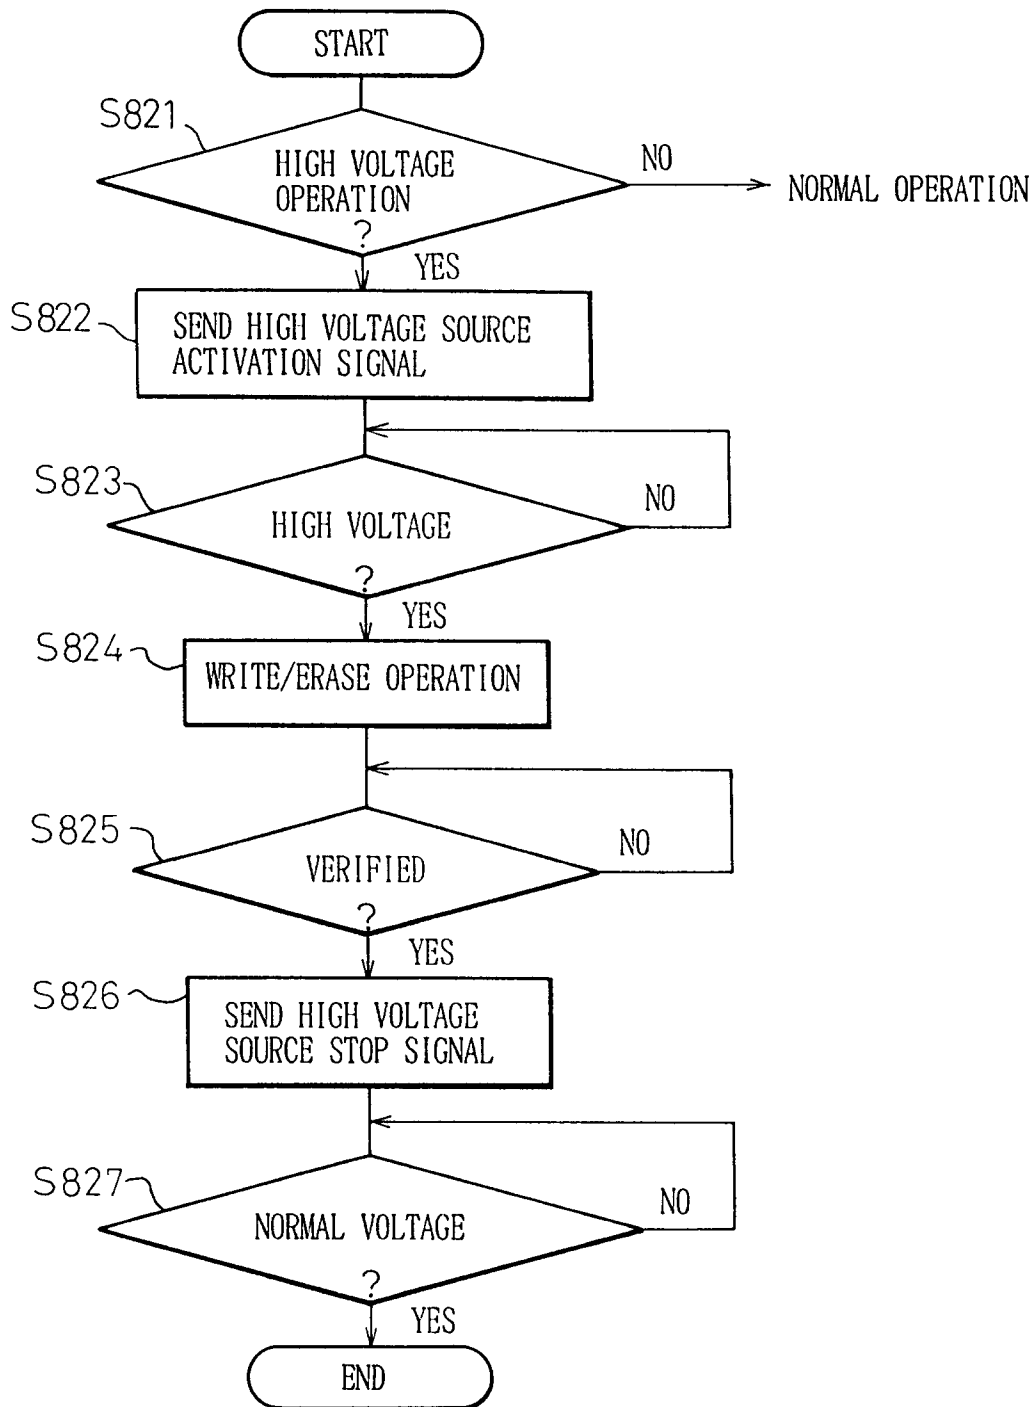 START
S821
HIGH VOLTAGE
OPERATION
?
NO
NORMAL OPERATION
YES
S822
SEND HIGH VOLTAGE SOURCE
ACTIVATION SIGNAL
S823
HIGH VOLTAGE
?
NO
YES
S824
WRITE/ERASE OPERATION
S825
VERIFIED
?
NO
YES
S826
SEND HIGH VOLTAGE
SOURCE STOP SIGNAL
S827
NORMAL VOLTAGE
?
NO
YES
END